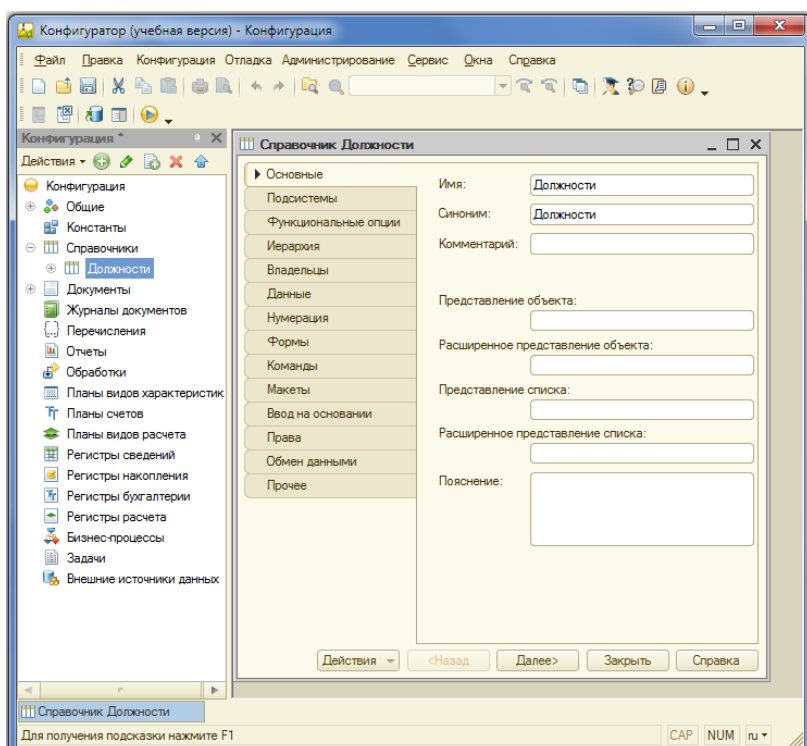 Конфигуратор (учебная версия) - Конфигурация
Файл Правка Конфигурация Отладка Администрирование Сервис Окна Справка
Конфигурация *
Действия
Конфигурация
Общие
Константы
Справочники
Должности
Документы
Журналы документов
Перечисления
Отчеты
Обработки
Планы видов характеристик
Планы счетов
Планы видов расчета
Регистры сведений
Регистры накопления
Регистры бухгалтерии
Регистры расчета
Бизнес-процессы
Задачи
Внешние источники данных
Справочник Должности
Основные
Подсистемы
Функциональные опции
Иерархия
Владельцы
Данные
Нумерация
Формы
Команды
Макеты
Ввод на основании
Права
Обмен данными
Прочее
Имя: Должности
Синоним: Должности
Комментарий:
Представление объекта:
Расширенное представление объекта:
Представление списка:
Расширенное представление списка:
Пояснение:
Действия <Назад Далее> Закрыть Справка
Справочник Должности
Для получения подсказки нажмите F1 CAP NUM ru